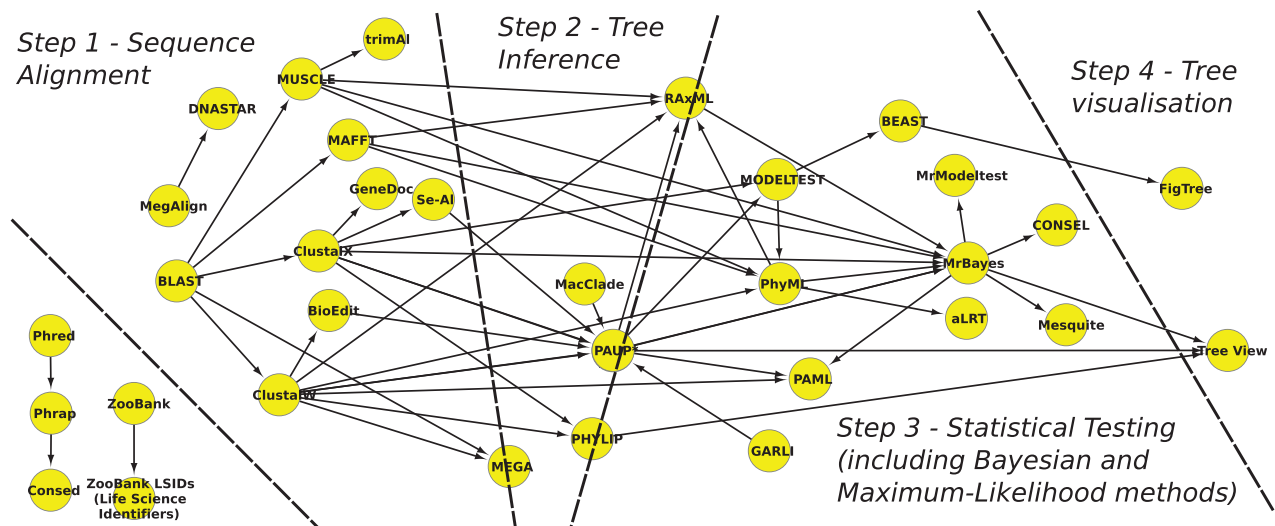 Step 1 - Sequence
Alignment
Step 2 - Tree
Inference
Step 4 - Tree
visualisation
trimAl
MUSCLE
DNASTAR
RAxML
BEAST
MAFFT
MODELTEST
MrModeltest
GeneDoc
Se-Al
FigTree
MegAlign
CONSEL
ClustalX
MrBayes
BLAST
MacClade
PhyML
BioEdit
aLRT
Mesquite
Phred
PAUP*
Tree View
PAML
ClustalW
ZooBank
Phrap
Step 3 - Statistical Testing
(including Bayesian and
Maximum-Likelihood methods)
PHYLIP
GARLI
MEGA
Consed
ZooBank LSIDs
(Life Science
Identifiers)